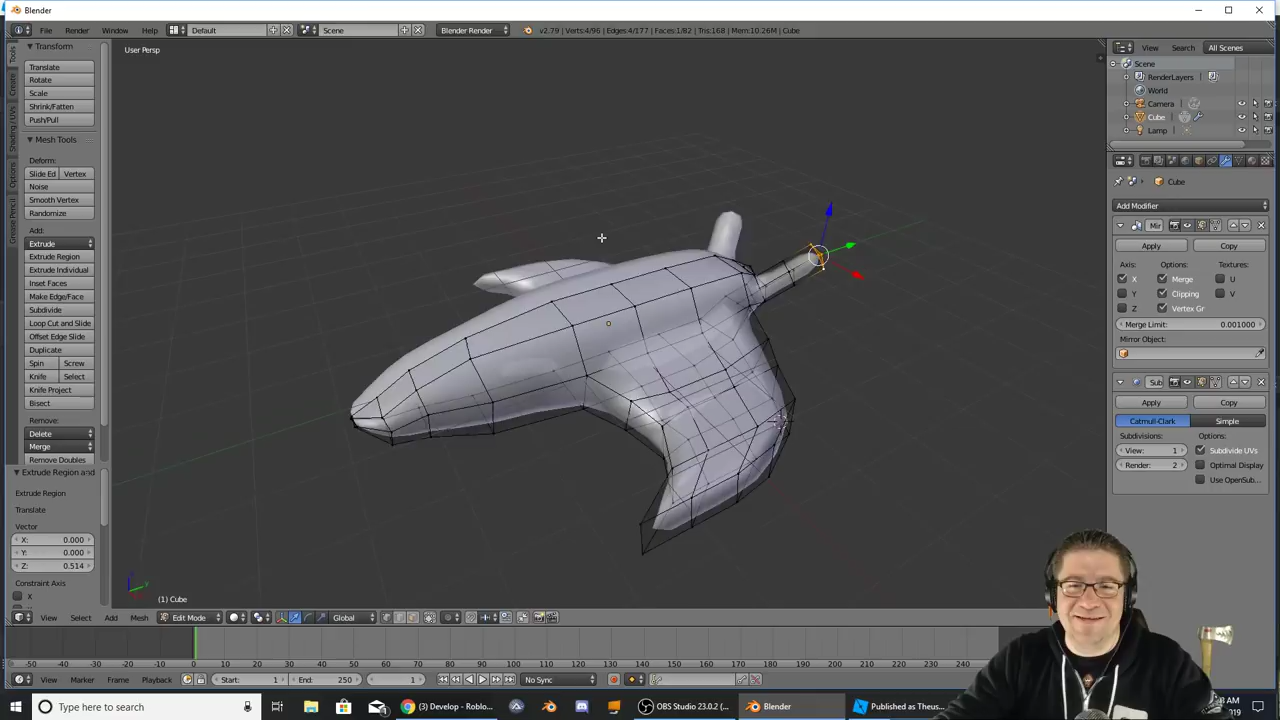 Blender
File Render Window Help Default Scene Blender Render v2.79 | Verts:4/96 | Edges:4/177 | Faces:1/82 | Tris:168 | Mem:10.26M | Cube
Transform
Translate
Rotate
Scale
Shrink/Fatten
Push/Pull
Mesh Tools
Deform:
Slide Ed Vertex
Noise
Smooth Vertex
Randomize
Add:
Extrude
Extrude Region
Extrude Individual
Inset Faces
Make Edge/Face
Subdivide
Loop Cut and Slide
Offset Edge Slide
Duplicate
Spin Screw
Knife Select
Knife Project
Bisect
Remove:
Delete
Merge
Remove Doubles
Extrude Region and
Extrude Region
Translate
Vector
X: 0.000
Y: 0.000
Z: 0.514
Constraint Axis
X
Tools
Create
Shading / UVs
Options
Grease Pencil
User Persp
(1) Cube
View Select Add Mesh Edit Mode Global
View Search All Scenes
Scene
RenderLayers
World
Camera
Cube
Lamp
Cube
Add Modifier
Mir
Apply Copy
Axis: Options: Textures:
X Merge U
Y Clipping V
Z Vertex Gr
Merge Limit: 0.001000
Mirror Object:
Sub
Apply Copy
Catmull-Clark Simple
Subdivisions: Options:
View: 1 Subdivide UVs
Render: 2 Optimal Display
Use OpenSub...
-50 -40 -30 -20 -10 0 10 20 30 40 50 60 70 80 90 100 110 120 130 140 150 160 170 180 190 200 210 220 230 240
View Marker Frame Playback Start: 1 End: 250 1 No Sync
Type here to search
(3) Develop - Roblo...
OBS Studio 23.0.2 (...
Blender
Published as Theus...